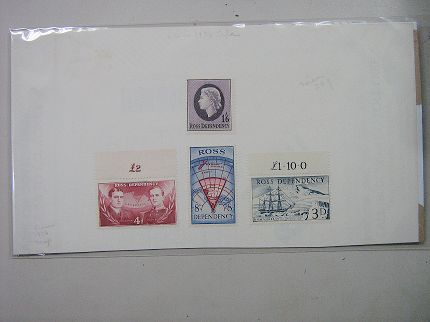 1/6
ROSS DEPENDENCY
£2
ROSS DEPENDENCY
4d
ROSS
8d
DEPENDENCY
£1·10·0
ROSS DEPENDENCY
3D